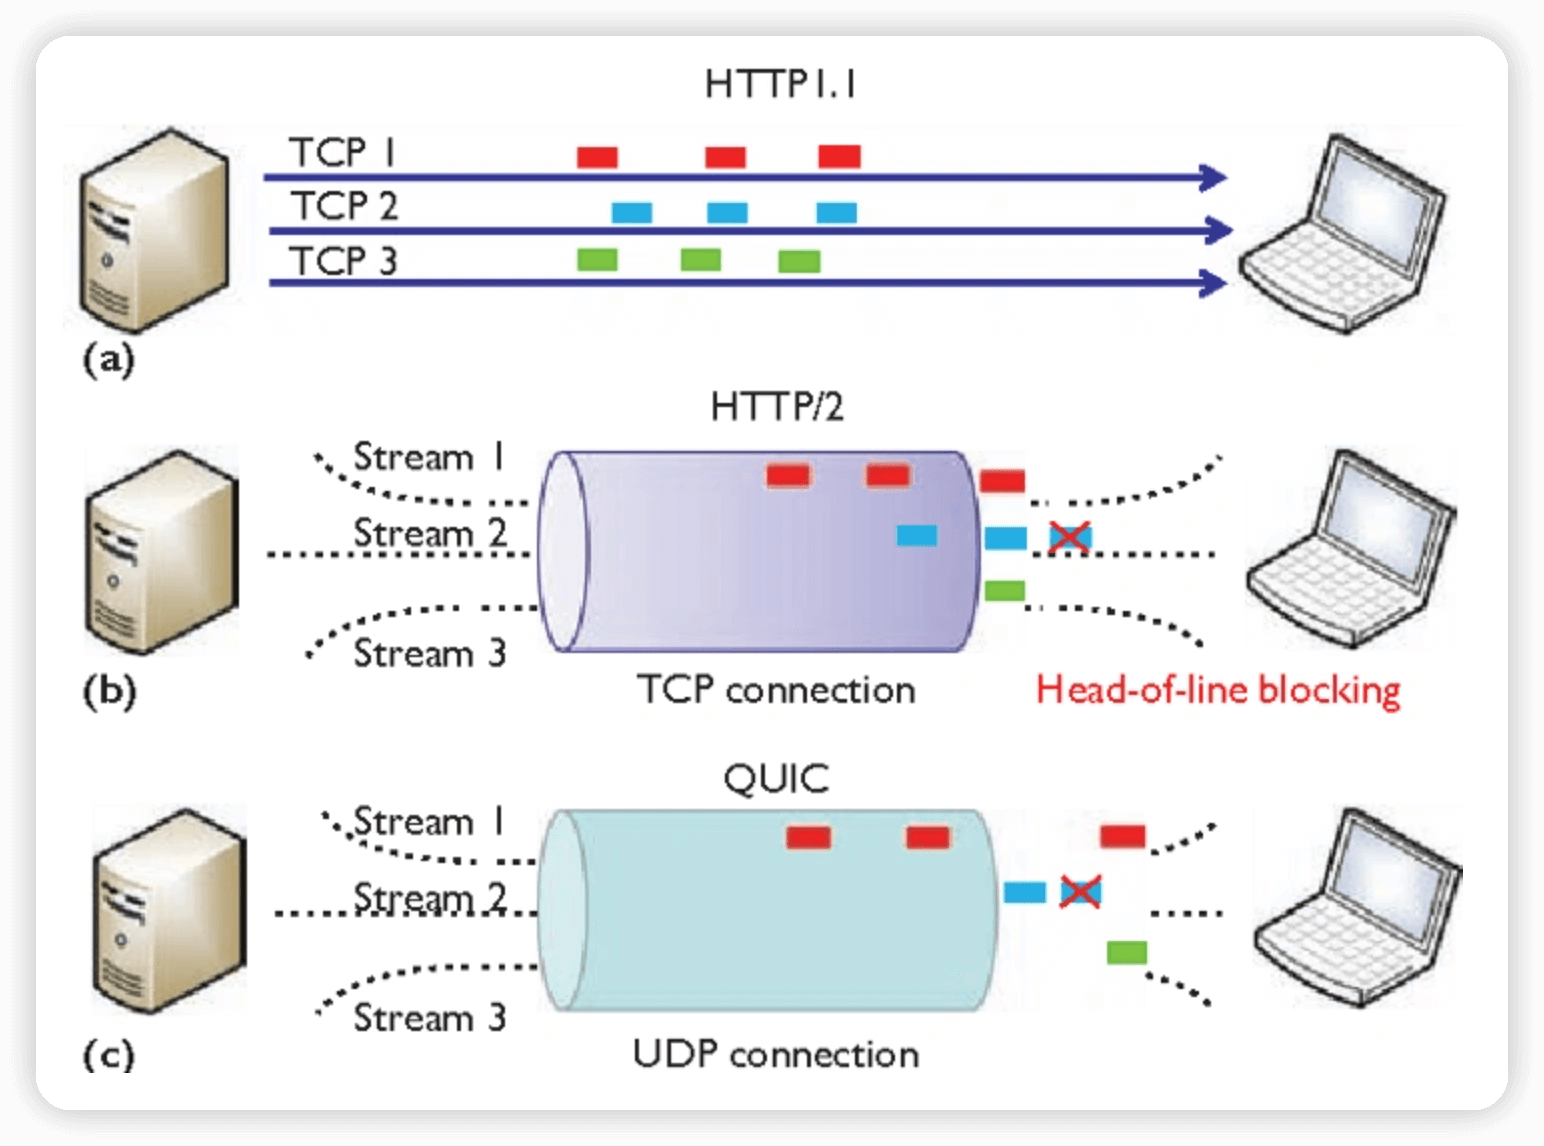 HTTP1.1
TCP 1
TCP 2
TCP 3
(a)
HTTP/2
Stream 1
Stream 2
Stream 3
(b)
TCP connection
Head-of-line blocking
QUIC
Stream 1
Stream 2
Stream 3
(c)
UDP connection